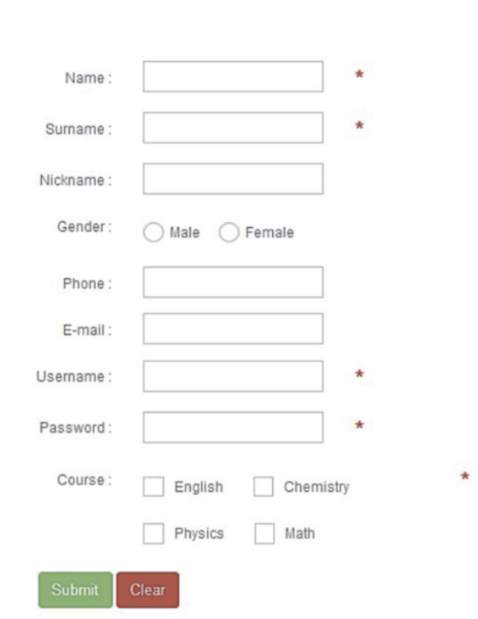 Name : *
Surname : *
Nickname :
Gender : Male Female
Phone :
E-mail :
Username : *
Password : *
Course : English Chemistry *
Physics Math
Submit Clear